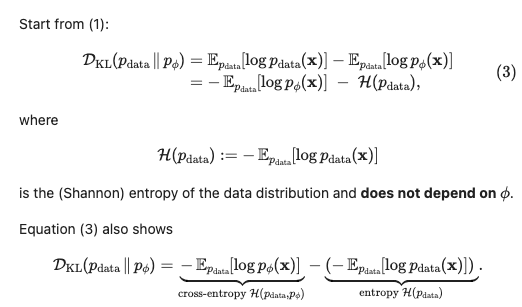 Start from (1):
𝒟_KL(p_data ∥ p_ϕ) = 𝔼_{p_data}[log p_data(𝐱)] − 𝔼_{p_data}[log p_ϕ(𝐱)]
= − 𝔼_{p_data}[log p_ϕ(𝐱)] − ℋ(p_data),
(3)
where
ℋ(p_data) := − 𝔼_{p_data}[log p_data(𝐱)]
is the (Shannon) entropy of the data distribution and does not depend on ϕ.
Equation (3) also shows
𝒟_KL(p_data ∥ p_ϕ) = − 𝔼_{p_data}[log p_ϕ(𝐱)] − (− 𝔼_{p_data}[log p_data(𝐱)]) .
cross-entropy ℋ(p_data,p_ϕ) entropy ℋ(p_data)